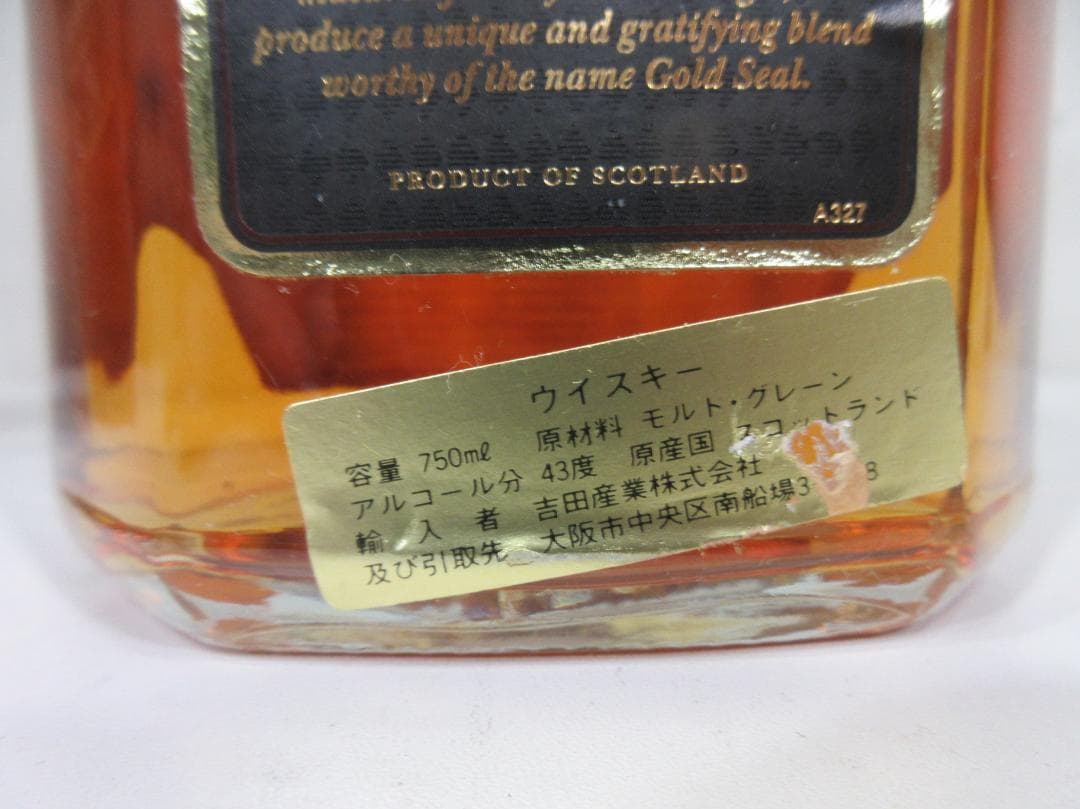 produce a unique and gratifying blend
worthy of the name Gold Seal.
PRODUCT OF SCOTLAND
A327
ウイスキー
容量 750mℓ 原材料 モルト・グレーン
アルコール分 43度 原産国 スコットランド
輸入者 吉田産業株式会社
及び引取先 大阪市中央区南船場3 8